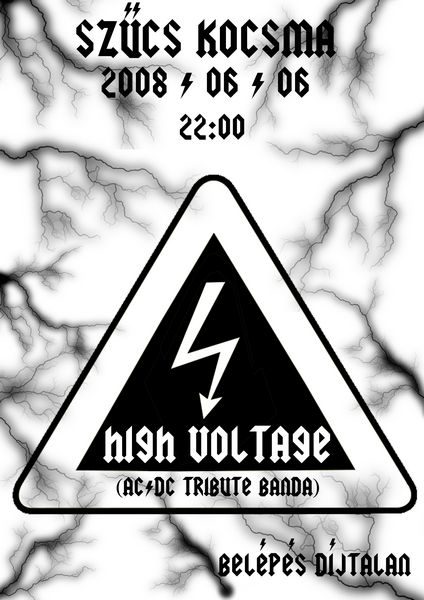 SZŰCS KOCSMA
2008 ⚡ 06 ⚡ 06
22:00
HIGH VOLTAGE
(AC⚡DC TRIBUTE BANDA)
BELÉPÉS DÍJTALAN